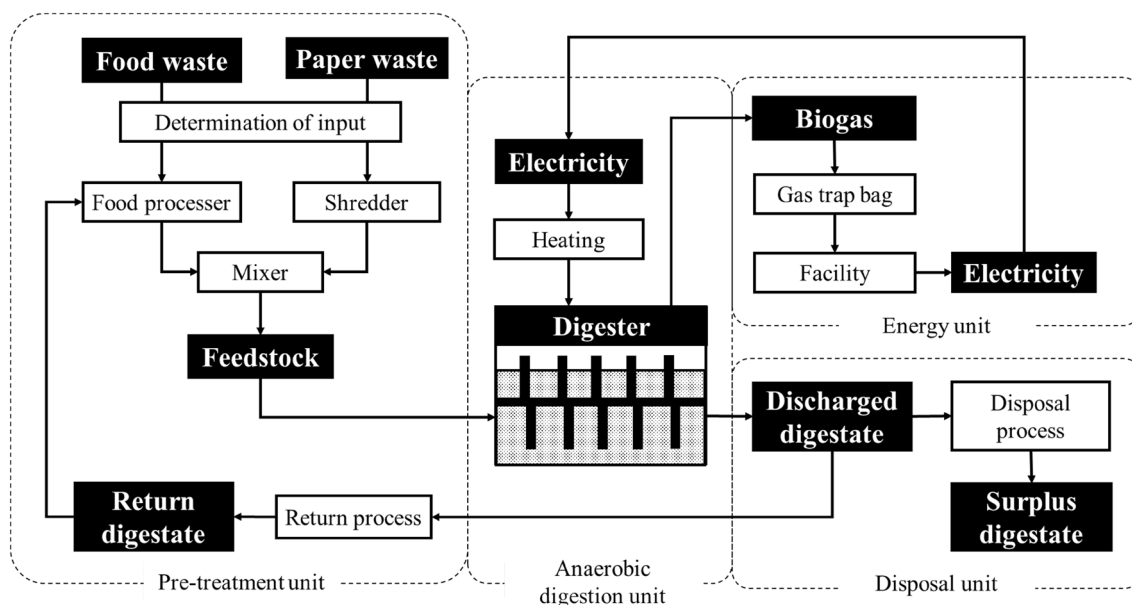 Food waste
Paper waste
Determination of input
Food processer
Shredder
Mixer
Feedstock
Return
digestate
Return process
Pre-treatment unit
Electricity
Heating
Digester
Anaerobic
digestion unit
Biogas
Gas trap bag
Facility
Electricity
Energy unit
Discharged
digestate
Disposal
process
Surplus
digestate
Disposal unit